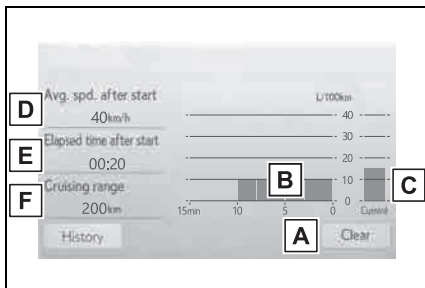 Avg. spd. after start
D
40km/h
Elapsed time after start
E
00:20
Cruising range
F
200km
History
L/100km
40
30
20
10
0
15min 10 5 0
Current
B
C
A
Clear